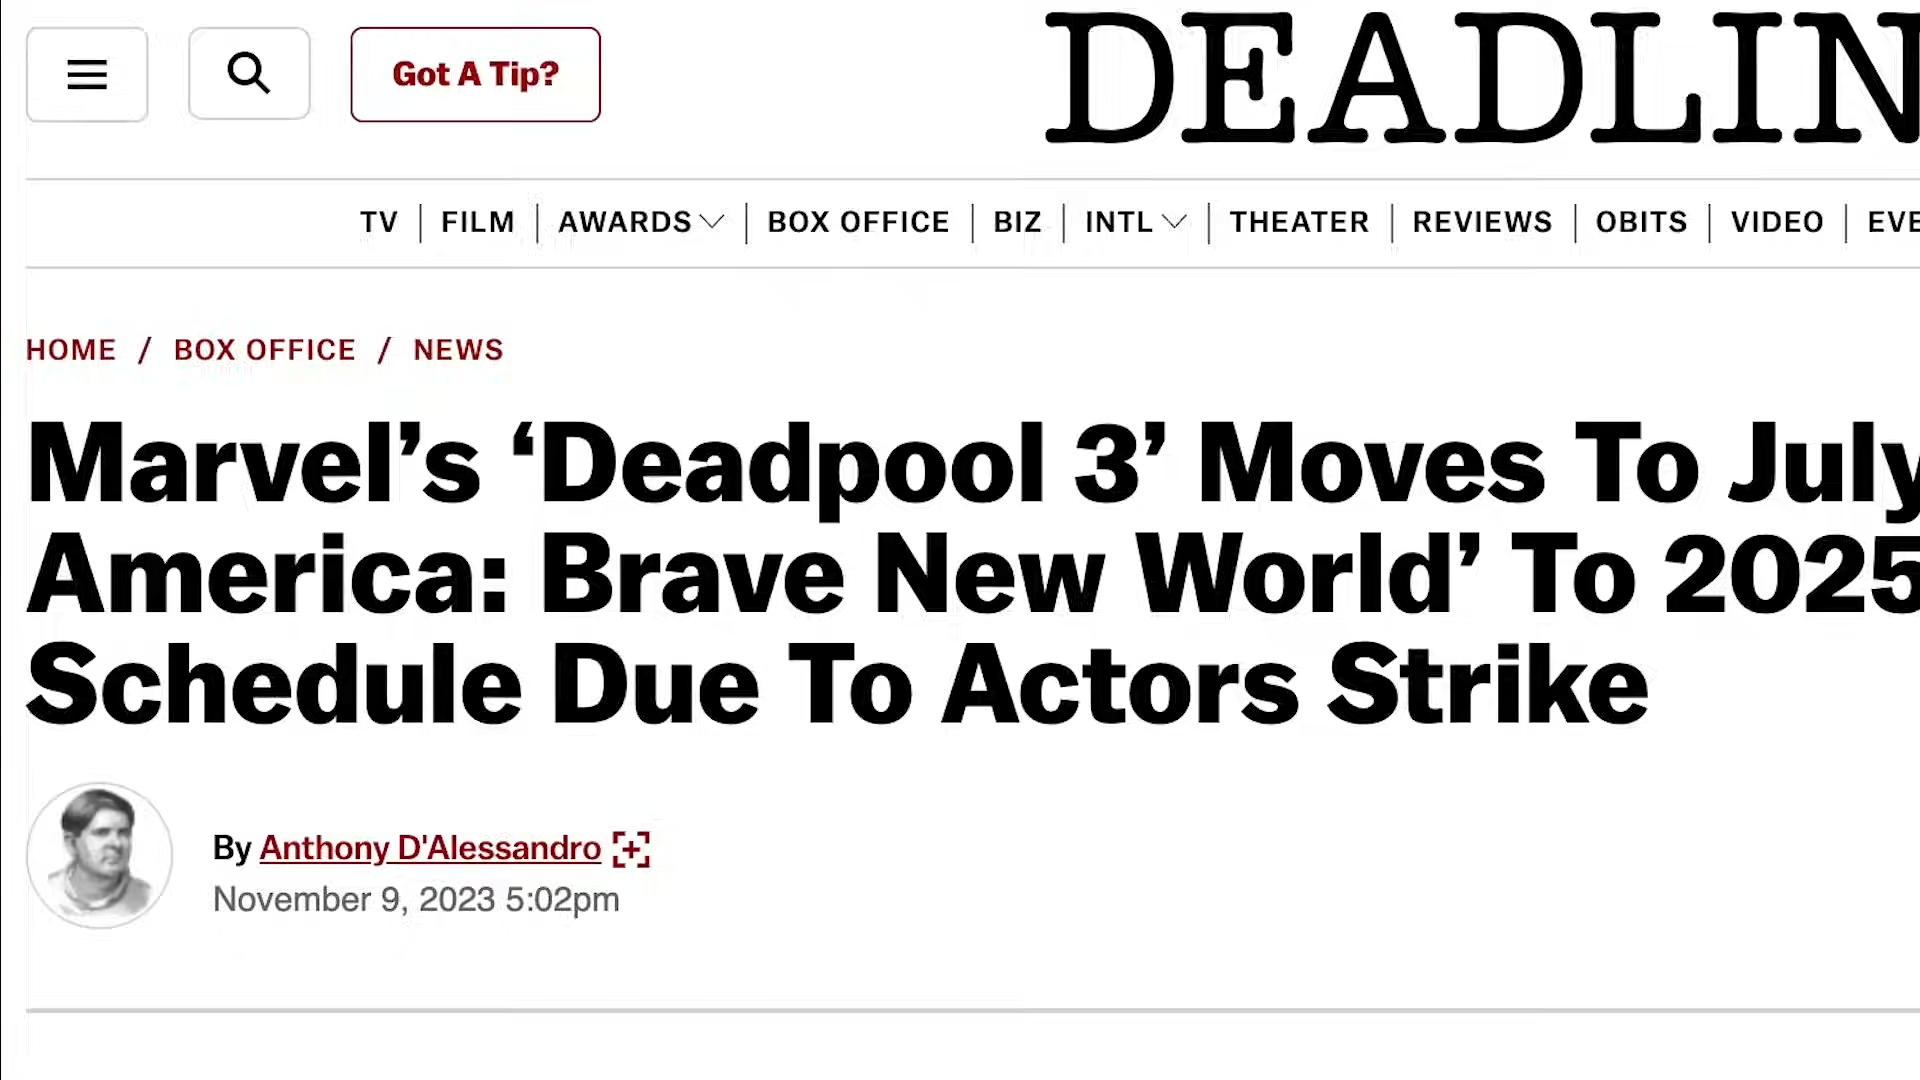 Got A Tip?
DEADLIN
TV | FILM | AWARDS | BOX OFFICE | BIZ | INTL | THEATER | REVIEWS | OBITS | VIDEO | EVE
HOME / BOX OFFICE / NEWS
Marvel’s ‘Deadpool 3’ Moves To July
America: Brave New World’ To 2025
Schedule Due To Actors Strike
By Anthony D'Alessandro
November 9, 2023 5:02pm